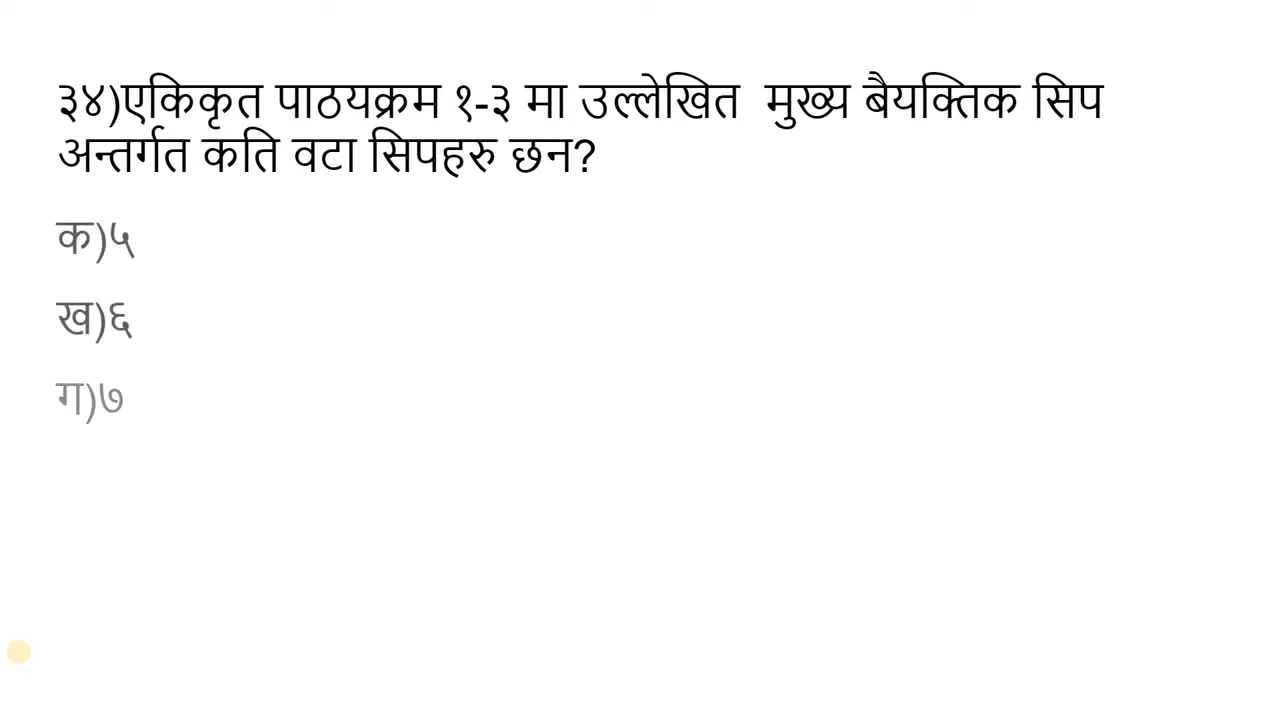 ३४)एकिकृत पाठयक्रम १-३ मा उल्लेखित  मुख्य बैयक्तिक सिप
अन्तर्गत कति वटा सिपहरु छन?
क)५
ख)६
ग)७